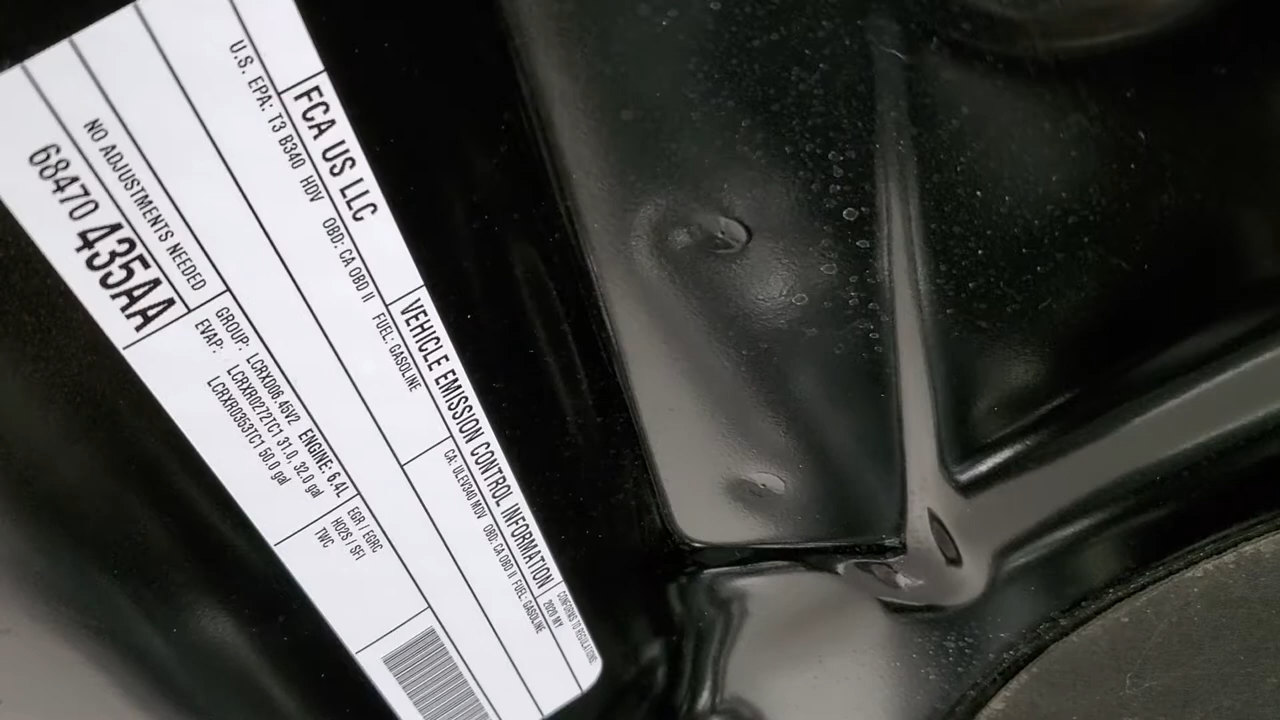 FCA US LLC
VEHICLE EMISSION CONTROL INFORMATION
CONFORMS TO REGULATIONS:
2020 MY
U.S. EPA: T3 B340 HDV OBD: CA OBD II FUEL: GASOLINE
CA: ULEV340 MDV OBD: CA OBD II FUEL: GASOLINE
NO ADJUSTMENTS NEEDED
68470 435AA
GROUP: LCRXD06.45V2 ENGINE: 6.4L
EVAP: LCRXR0272TC1 31.0, 32.0 gal
LCRXR0353TC1 50.0 gal
EGR / EGRC
HO2S / SFI
TWC